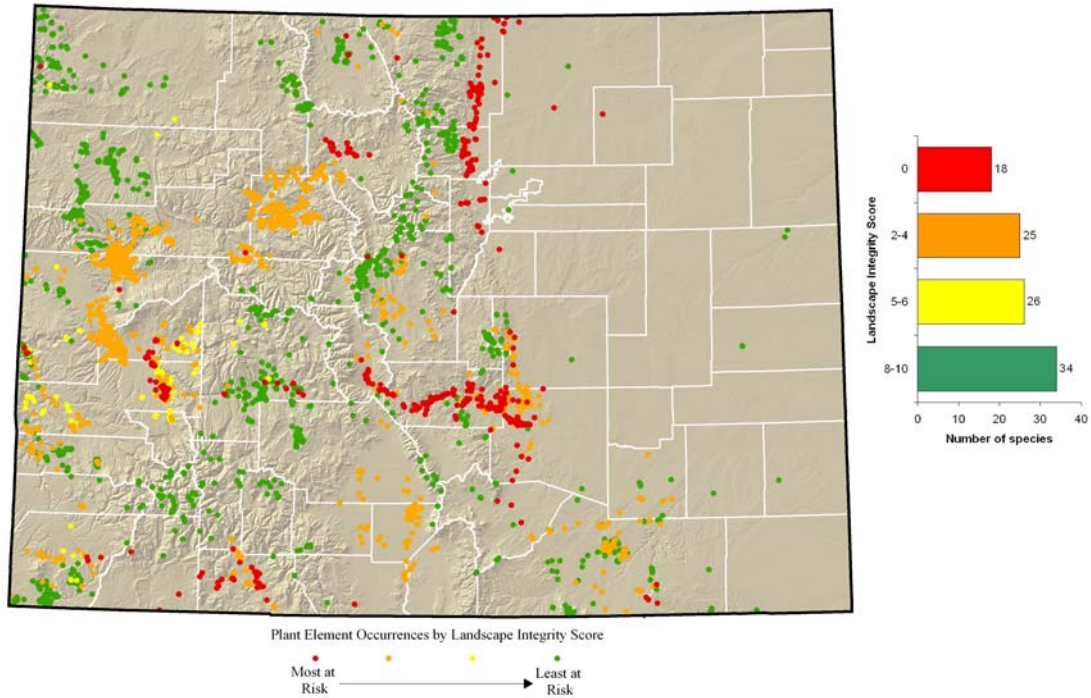 0
18
2-4
25
5-6
26
8-10
34
Landscape Integrity Score
0 10 20 30 40
Number of species
Plant Element Occurrences by Landscape Integrity Score
Most at
Risk
Least at
Risk